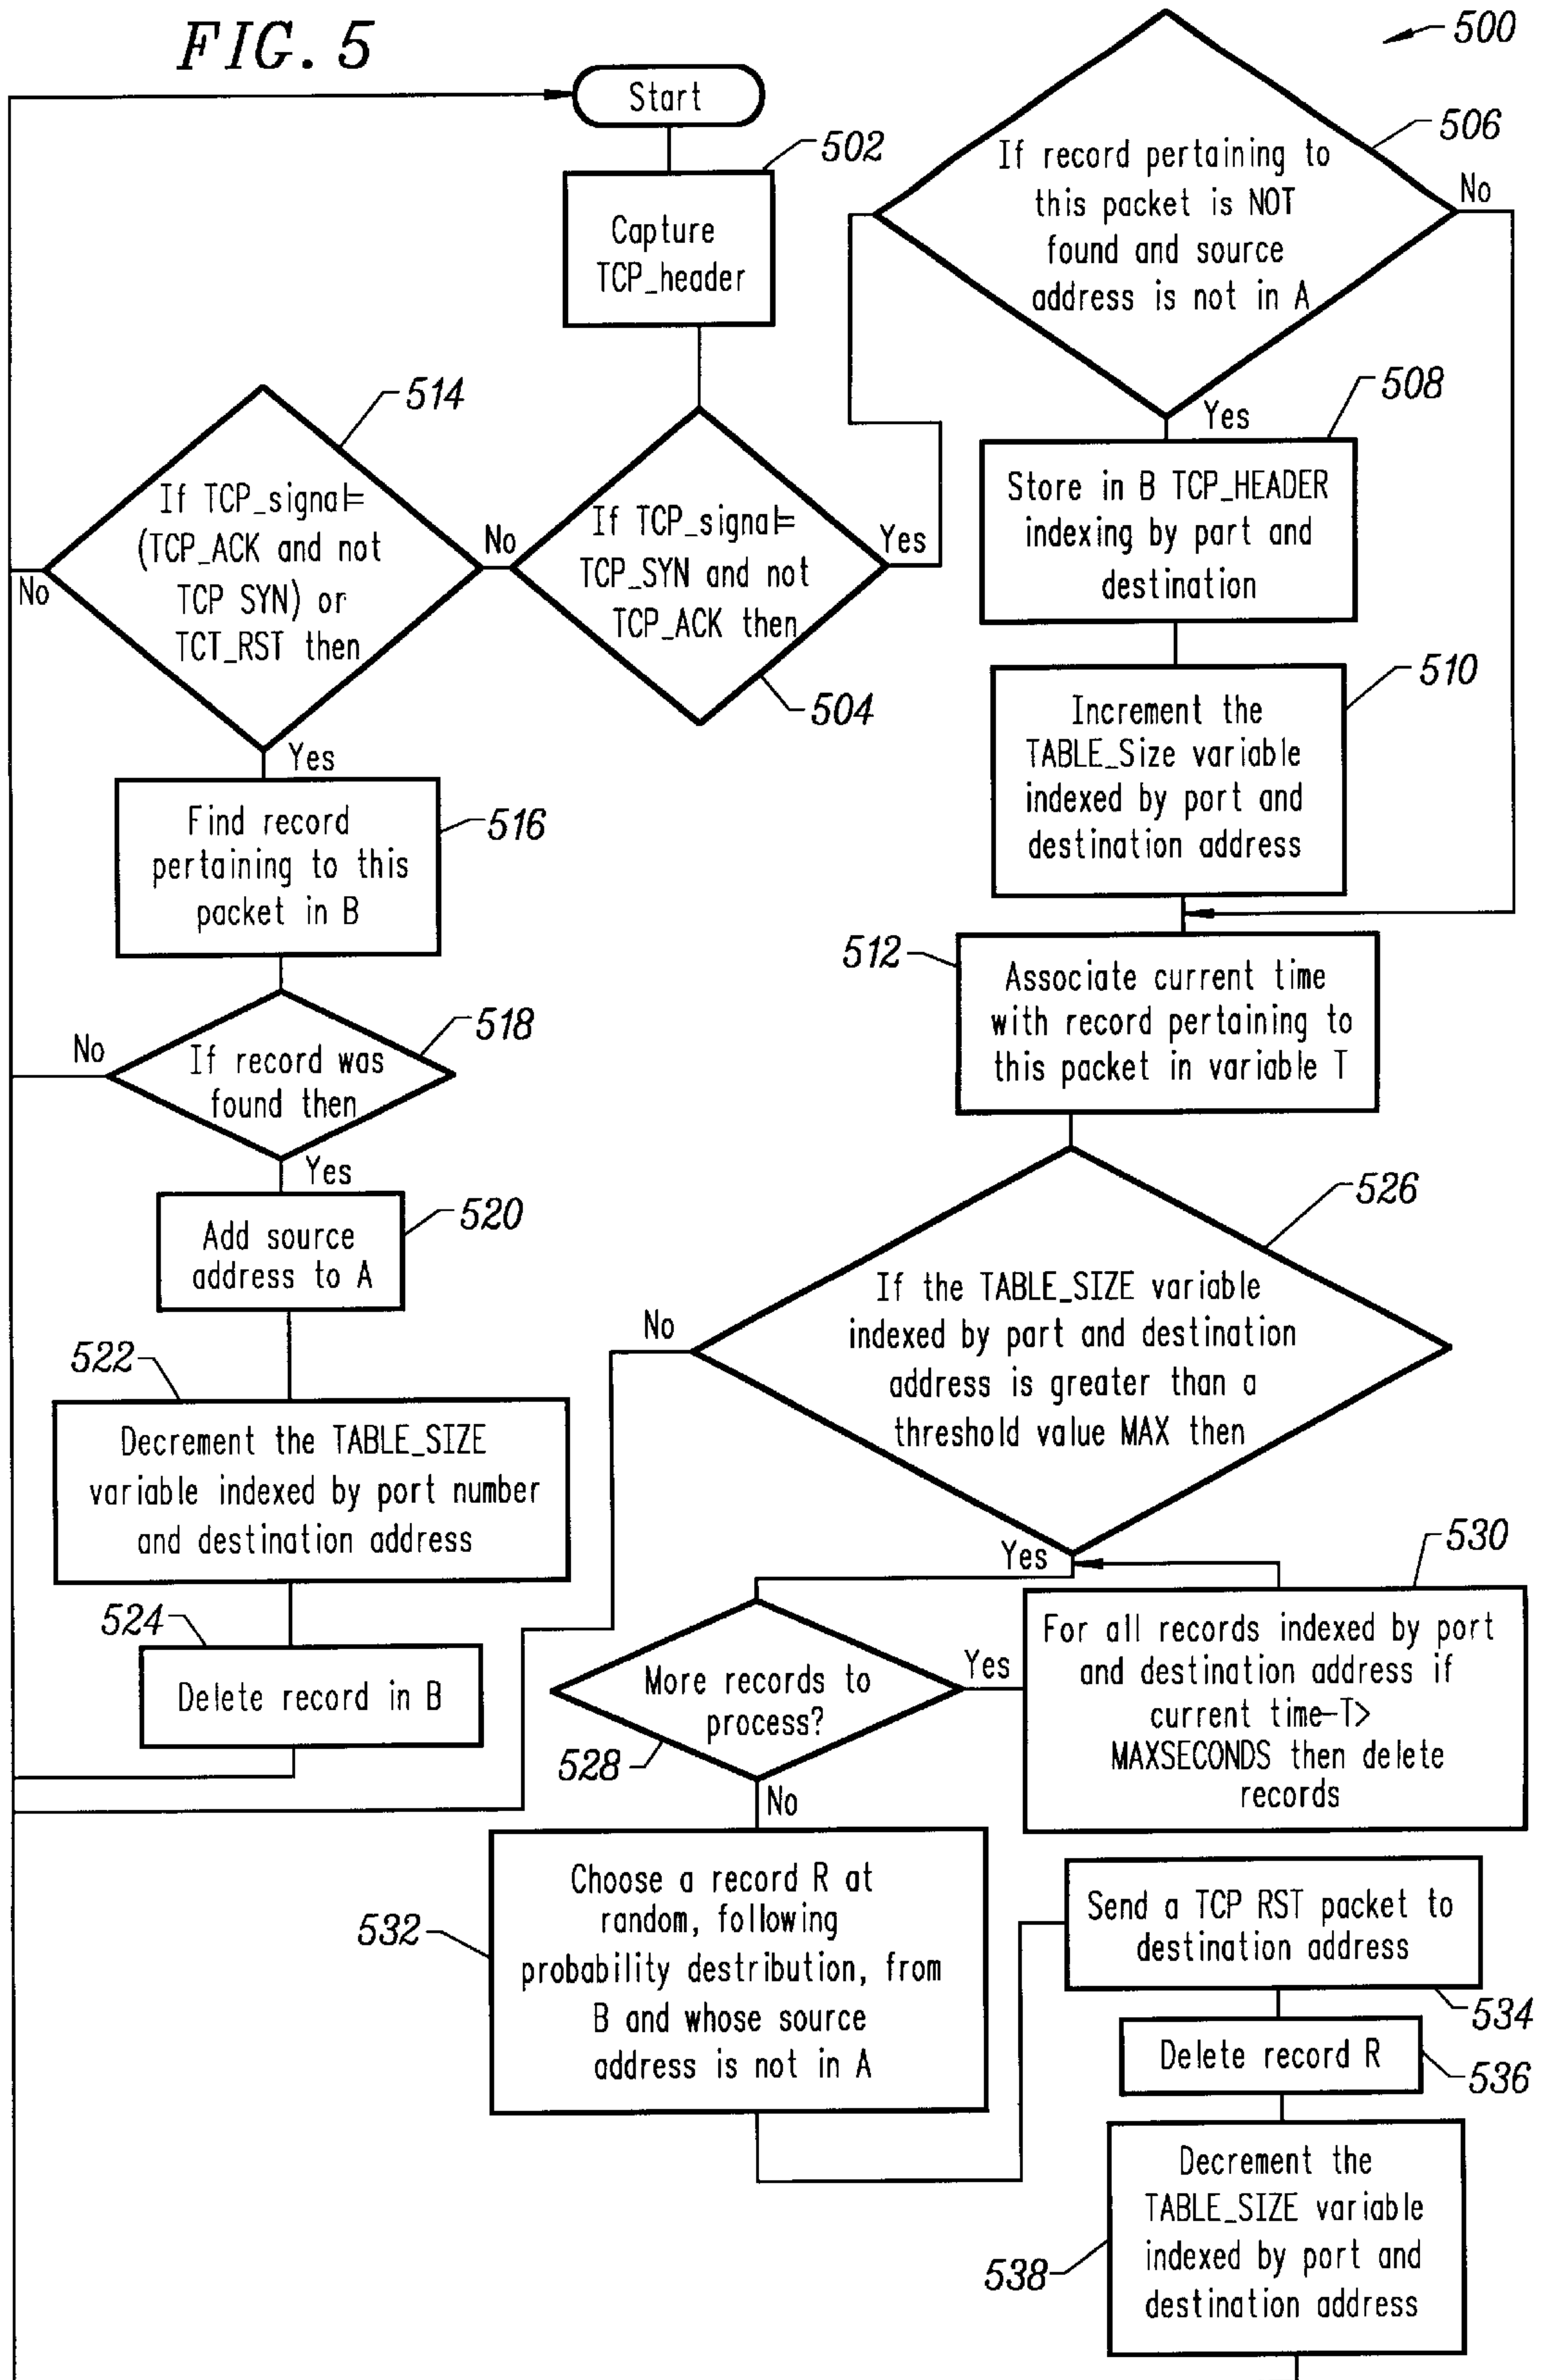 FIG. 5
500
Start
502
Capture
TCP_header
506
If record pertaining to
this packet is NOT
found and source
address is not in A
No
Yes
508
Store in B TCP_HEADER
indexing by part and
destination
510
Increment the
TABLE_Size variable
indexed by port and
destination address
514
If TCP_signal=
(TCP_ACK and not
TCP SYN) or
TCT_RST then
No
No
If TCP_signal=
TCP_SYN and not
TCP_ACK then
Yes
504
Yes
Find record
pertaining to this
packet in B
516
512
Associate current time
with record pertaining to
this packet in variable T
518
No
If record was
found then
Yes
Add source
address to A
520
526
If the TABLE_SIZE variable
indexed by part and destination
address is greater than a
threshold value MAX then
No
Yes
522
Decrement the TABLE_SIZE
variable indexed by port number
and destination address
524
Delete record in B
More records to
process?
Yes
528
No
530
For all records indexed by port
and destination address if
current time-T>
MAXSECONDS then delete
records
532
Choose a record R at
random, following
probability destribution, from
B and whose source
address is not in A
Send a TCP RST packet to
destination address
534
Delete record R
536
Decrement the
TABLE_SIZE variable
indexed by port and
destination address
538